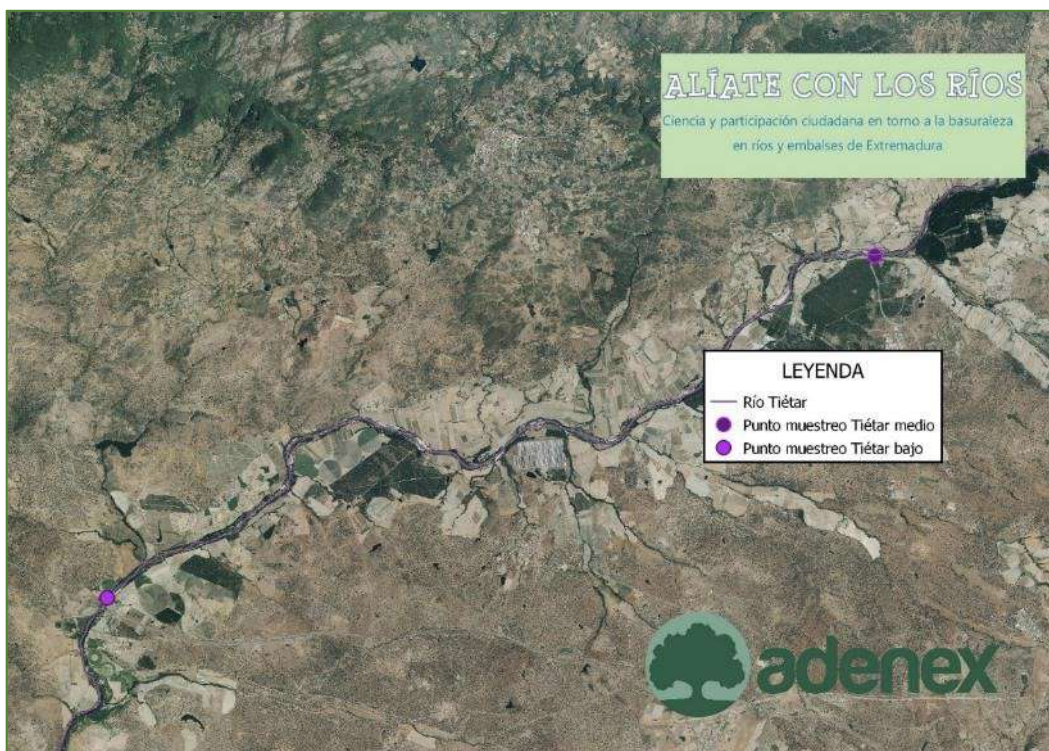 ALÍATE CON LOS RÍOS
Ciencia y participación ciudadana en torno a la basuraleza
en ríos y embalses de Extremadura
LEYENDA
Río Tiétar
Punto muestreo Tiétar medio
Punto muestreo Tiétar bajo
adenex